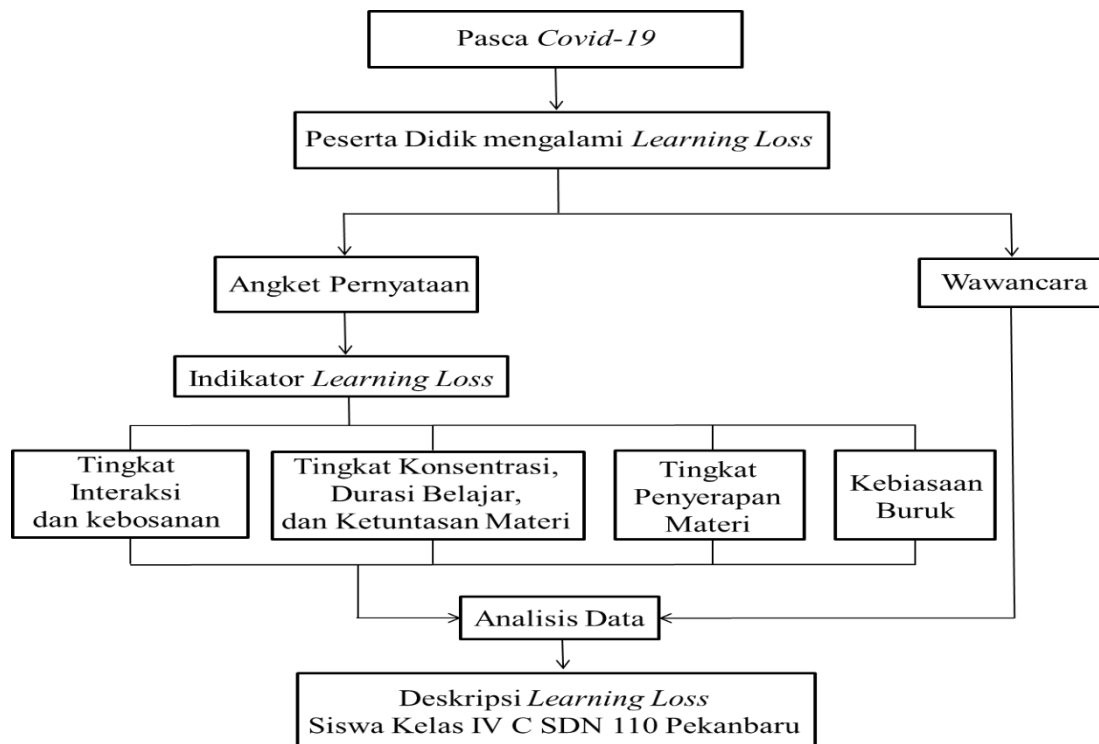 Pasca Covid-19
Peserta Didik mengalami Learning Loss
Angket Pernyataan
Wawancara
Indikator Learning Loss
Tingkat
Interaksi
dan kebosanan
Tingkat Konsentrasi,
Durasi Belajar,
dan Ketuntasan Materi
Tingkat
Penyerapan
Materi
Kebiasaan
Buruk
Analisis Data
Deskripsi Learning Loss
Siswa Kelas IV C SDN 110 Pekanbaru